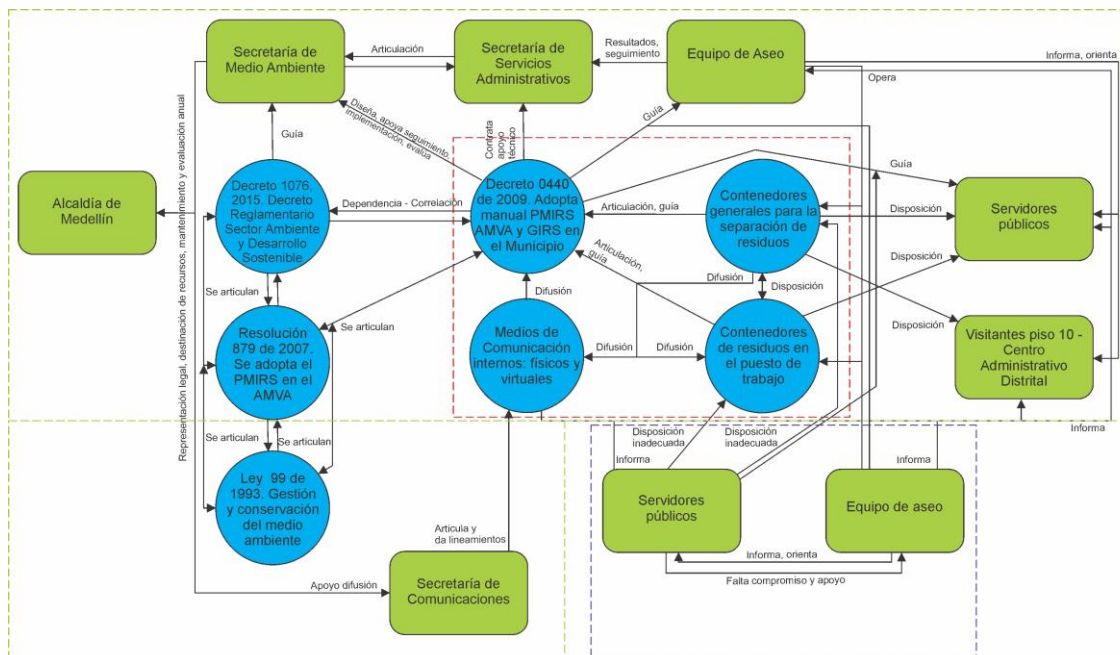 Secretaría de
Medio Ambiente
Articulación
Secretaría de
Servicios
Administrativos
Resultados,
seguimiento
Equipo de Aseo
Informa, orienta
Opera
Representación legal, destinación de recursos, mantenimiento y evaluación anual
Guía
Diseña, apoya seguimiento
implementación, evalúa
Contrata
apoyo
técnico
Guía
Guía
Alcaldía de
Medellín
Decreto 1076,
2015. Decreto
Reglamentario
Sector Ambiente
y Desarrollo
Sostenible
Dependencia - Correlación
Decreto 0440
de 2009. Adopta
manual PMIRS
AMVA y GIRS en
el Municipio
Articulación, guía
Contenedores
generales para la
separación de
residuos
Disposición
Servidores
públicos
Articulación,
guía
Disposición
Se articulan
Difusión
Difusión
Disposición
Resolución
879 de 2007.
Se adopta el
PMIRS en el
AMVA
Se articulan
Medios de
Comunicación
internos: físicos y
virtuales
Difusión
Difusión
Contenedores
de residuos en el
puesto de
trabajo
Disposición
Visitantes piso 10 -
Centro
Administrativo
Distrital
Se articulan
Se articulan
Disposición
inadecuada
Disposición
inadecuada
Informa
Ley 99 de
1993. Gestión
y conservación
del medio
ambiente
Informa
Informa
Servidores
públicos
Equipo de aseo
Articula y
da lineamientos
Informa, orienta
Falta compromiso y apoyo
Apoyo difusión
Secretaría de
Comunicaciones